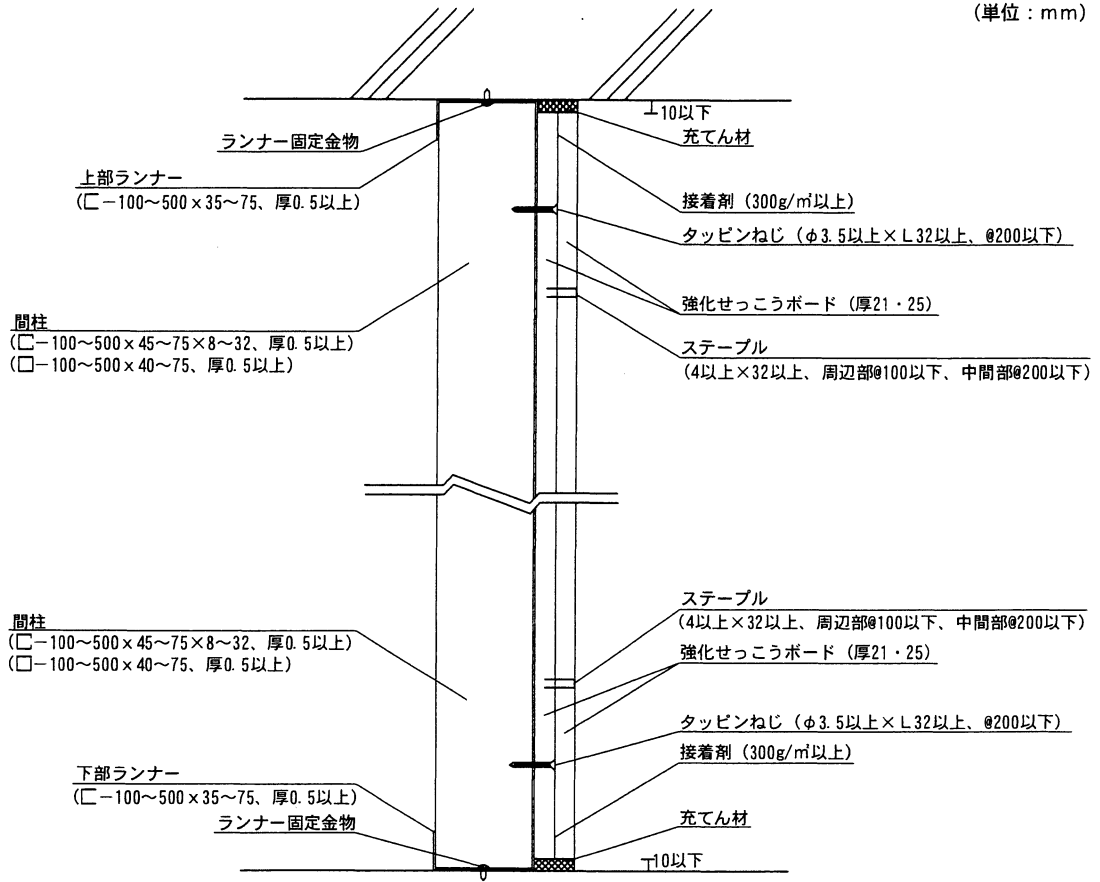 (単位：mm)
10以下
ランナー固定金物
充てん材
上部ランナー
(⊏－100～500×35～75、厚0.5以上)
接着剤（300g/㎡以上)
タッピンねじ（φ3.5以上×L32以上、@200以下)
強化せっこうボード（厚21・25)
間柱
(⊏－100～500×45～75×8～32、厚0.5以上)
(□－100～500×40～75、厚0.5以上)
ステープル
(4以上×32以上、周辺部@100以下、中間部@200以下)
ステープル
(4以上×32以上、周辺部@100以下、中間部@200以下)
間柱
(⊏－100～500×45～75×8～32、厚0.5以上)
(□－100～500×40～75、厚0.5以上)
強化せっこうボード（厚21・25)
タッピンねじ（φ3.5以上×L32以上、@200以下)
接着剤（300g/㎡以上)
下部ランナー
(⊏－100～500×35～75、厚0.5以上)
ランナー固定金物
充てん材
10以下